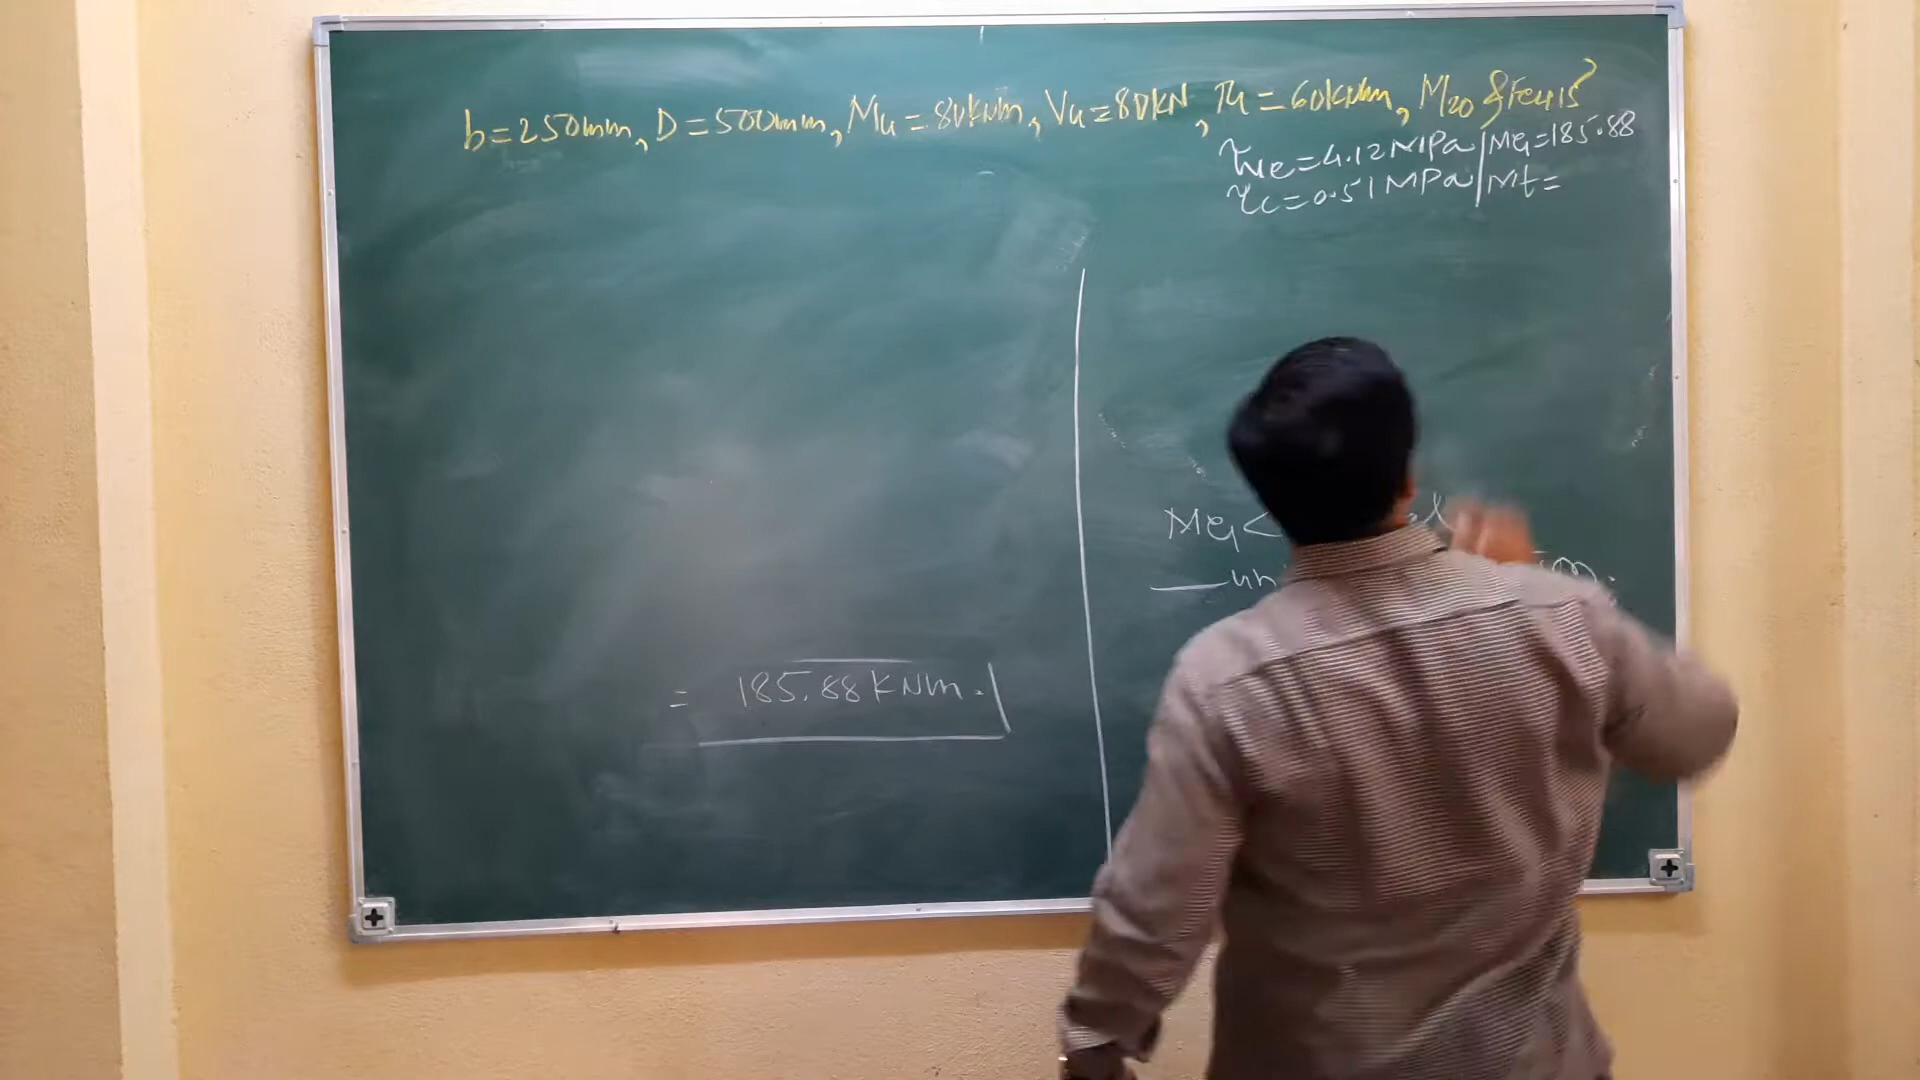 b=250mm, D=500mm, Mu=80kNm, Vu=80kN, Tu=60kNm, M20 & Fe415?
τve=4.12MPa/Me1=185.88
τc=0.51MPa/Mt=
Me1<
= 185.88 KNm.